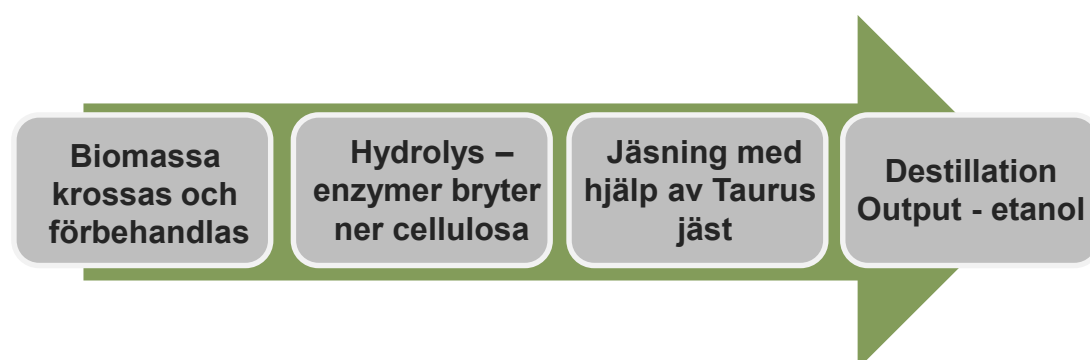 Biomassa
krossas och
förbehandlas
Hydrolys –
enzymer bryter
ner cellulosa
Jäsning med
hjälp av Taurus
jäst
Destillation
Output - etanol